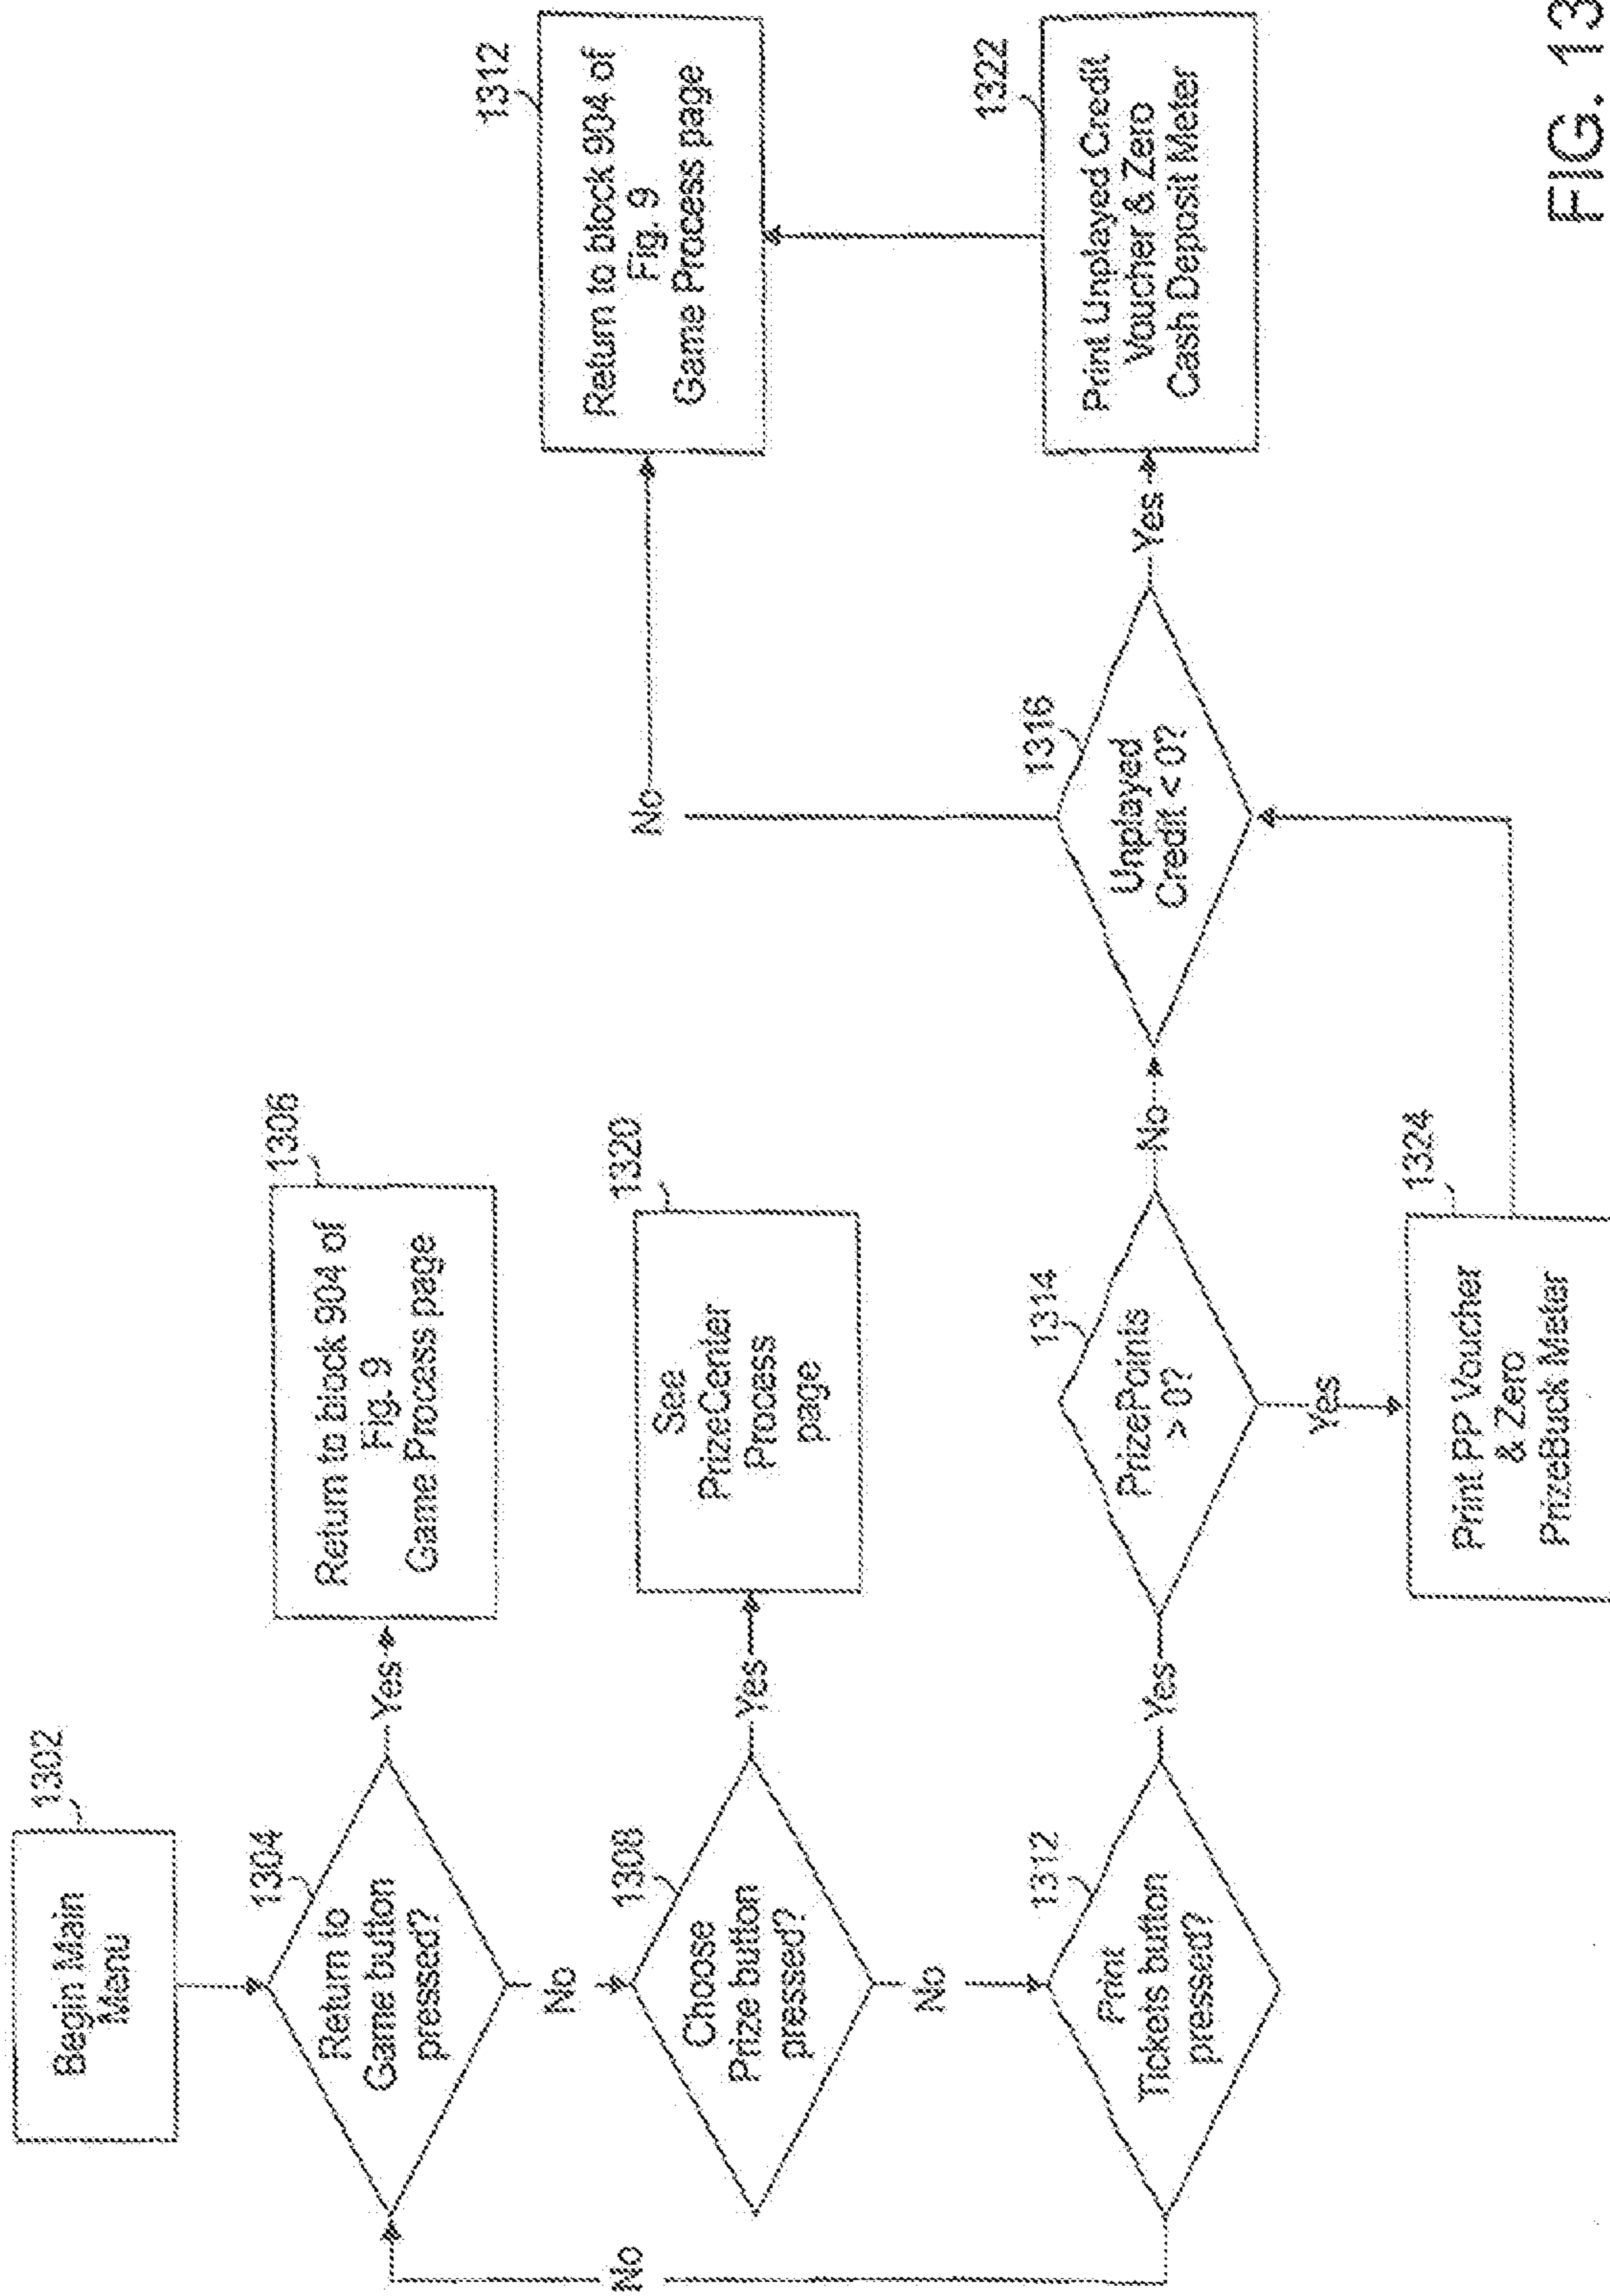 1302
Begin Main
Menu
1304
Return to
Game button
pressed?
Yes
1306
Return to block 904 of
Fig. 9
Game Process page
No
1308
Choose
Prize button
pressed?
Yes
1320
See
PrizeCenter
Process
page
No
1312
Print
Tickets button
pressed?
No
Yes
1314
PrizePoints
> 0?
Yes
1324
Print PP Voucher
& Zero
PrizeBuck Meter
No
1316
Unplayed
Credit < 0?
No
1312
Return to block 904 of
Fig. 9
Game Process page
Yes
1322
Print Unplayed Credit
Voucher & Zero
Cash Deposit Meter
FIG. 13